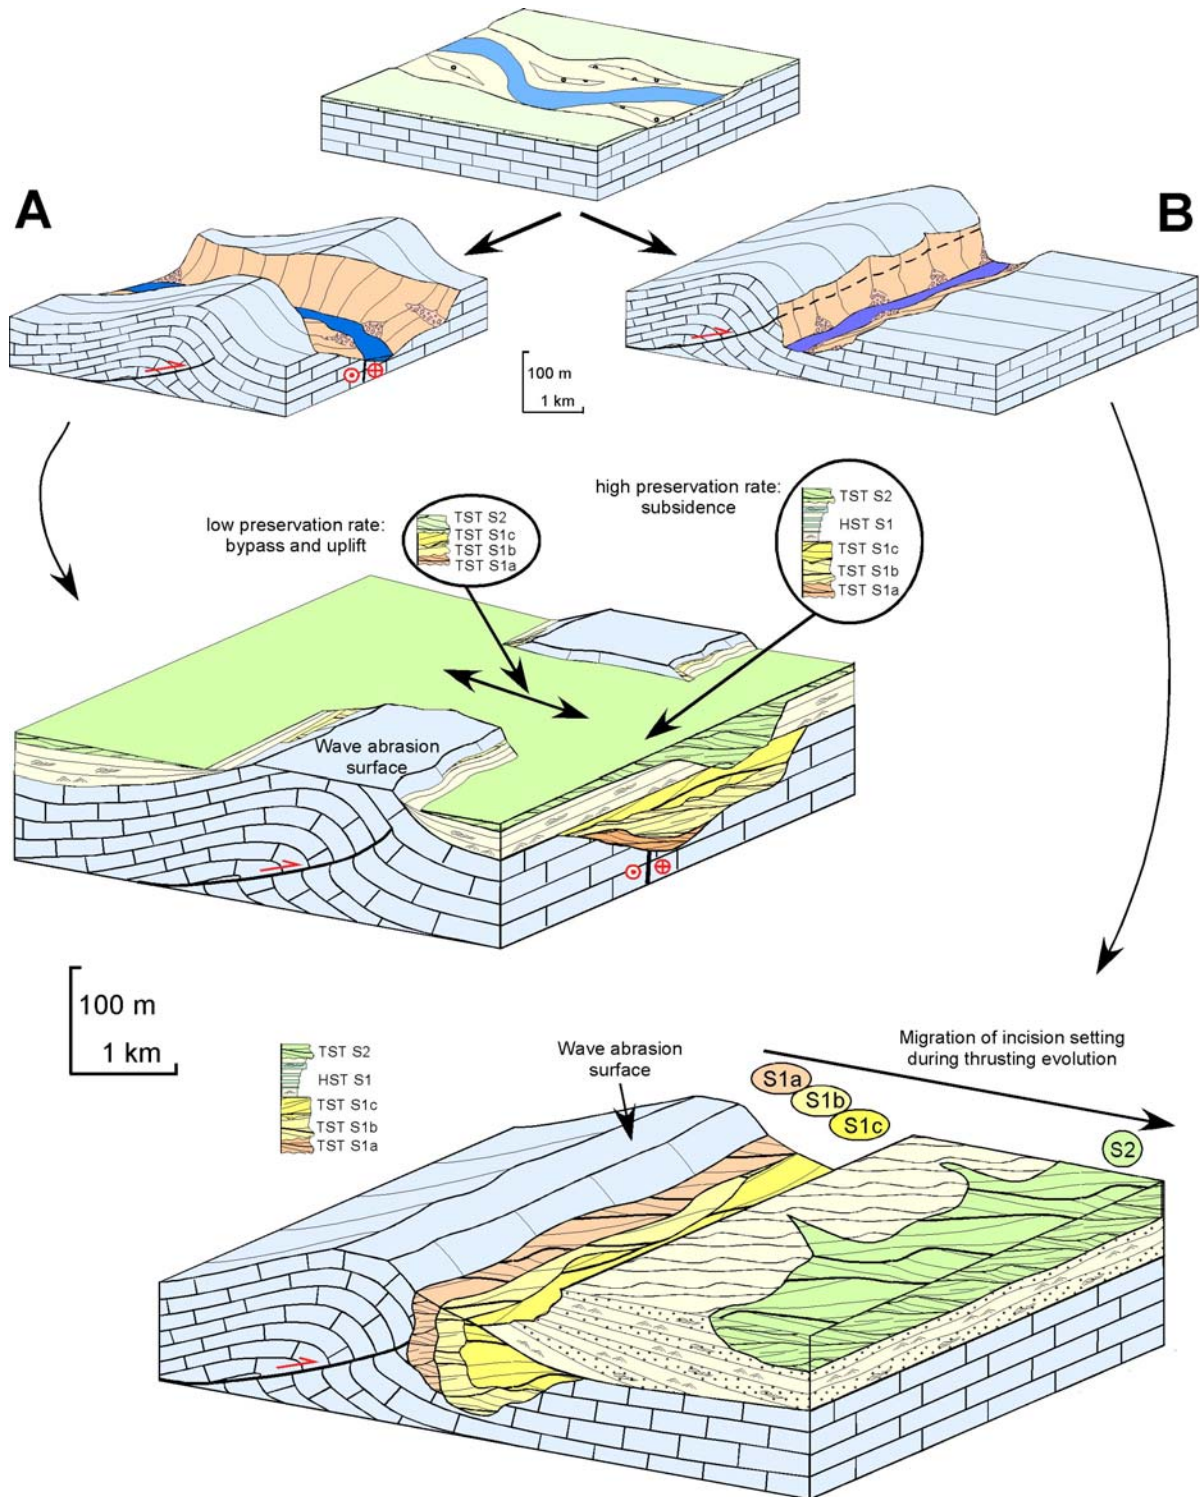 A
B
100 m
1 km
low preservation rate:
bypass and uplift
TST S2
TST S1c
TST S1b
TST S1a
high preservation rate:
subsidence
TST S2
HST S1
TST S1c
TST S1b
TST S1a
Wave abrasion
surface
100 m
1 km
TST S2
HST S1
TST S1c
TST S1b
TST S1a
Wave abrasion
surface
Migration of incision setting
during thrusting evolution
S1a
S1b
S1c
S2